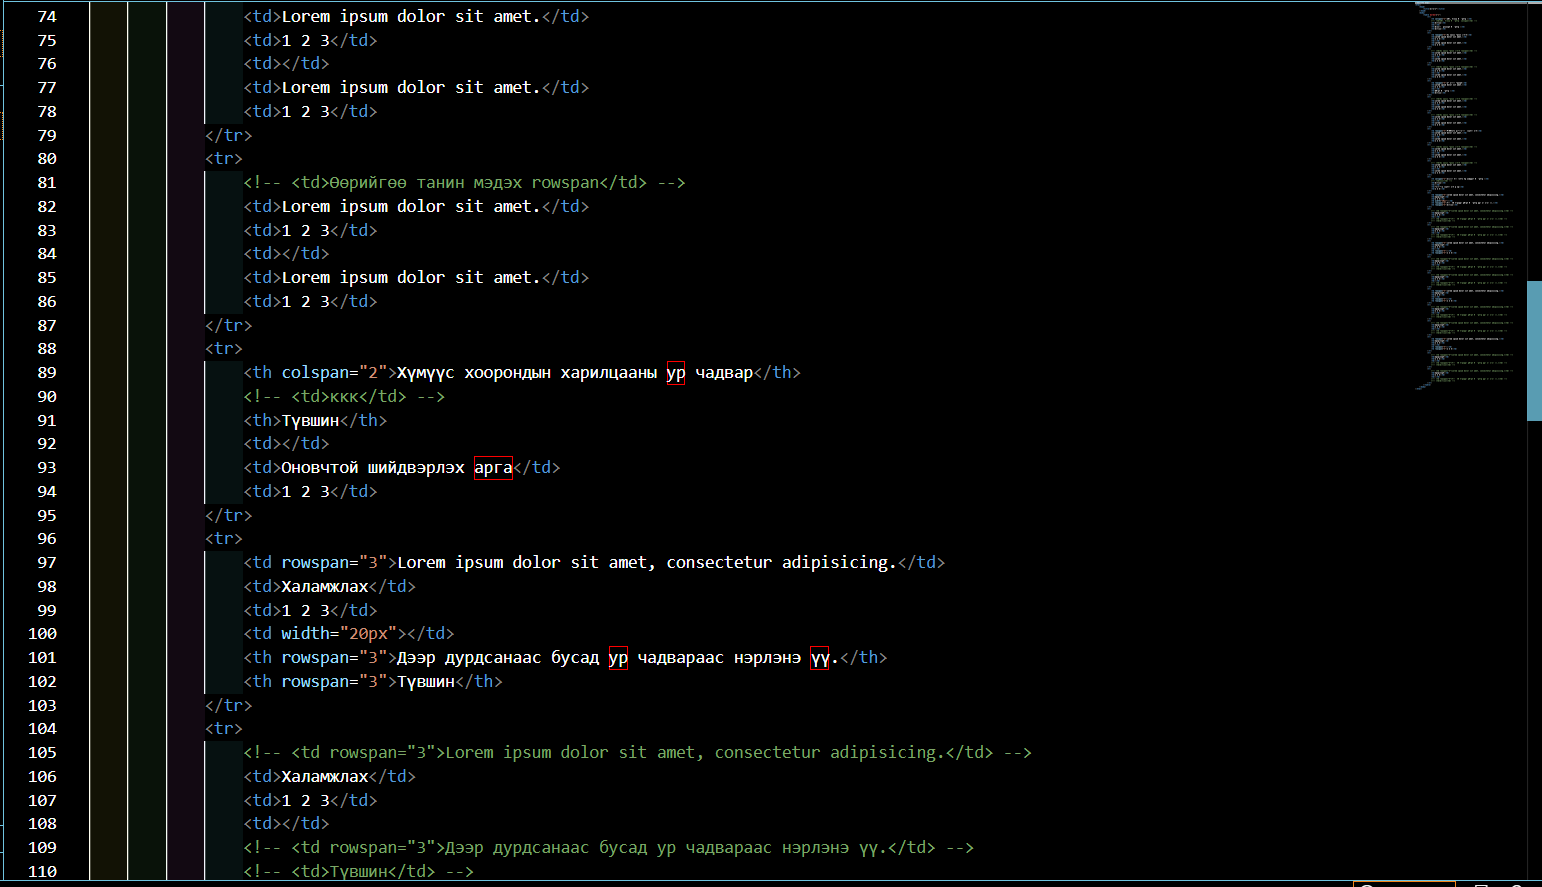 74 <td>Lorem ipsum dolor sit amet.</td>
75 <td>1 2 3</td>
76 <td></td>
77 <td>Lorem ipsum dolor sit amet.</td>
78 <td>1 2 3</td>
79 </tr>
80 <tr>
81 <!-- <td>Өөрийгөө танин мэдэх rowspan</td> -->
82 <td>Lorem ipsum dolor sit amet.</td>
83 <td>1 2 3</td>
84 <td></td>
85 <td>Lorem ipsum dolor sit amet.</td>
86 <td>1 2 3</td>
87 </tr>
88 <tr>
89 <th colspan="2">Хүмүүс хоорондын харилцааны ур чадвар</th>
90 <!-- <td>ккк</td> -->
91 <th>Түвшин</th>
92 <td></td>
93 <td>Оновчтой шийдвэрлэх арга</td>
94 <td>1 2 3</td>
95 </tr>
96 <tr>
97 <td rowspan="3">Lorem ipsum dolor sit amet, consectetur adipisicing.</td>
98 <td>Халамжлах</td>
99 <td>1 2 3</td>
100 <td width="20px"></td>
101 <th rowspan="3">Дээр дурдсанаас бусад ур чадвараас нэрлэнэ үү.</th>
102 <th rowspan="3">Түвшин</th>
103 </tr>
104 <tr>
105 <!-- <td rowspan="3">Lorem ipsum dolor sit amet, consectetur adipisicing.</td> -->
106 <td>Халамжлах</td>
107 <td>1 2 3</td>
108 <td></td>
109 <!-- <td rowspan="3">Дээр дурдсанаас бусад ур чадвараас нэрлэнэ үү.</td> -->
110 <!-- <td>Түвшин</td> -->